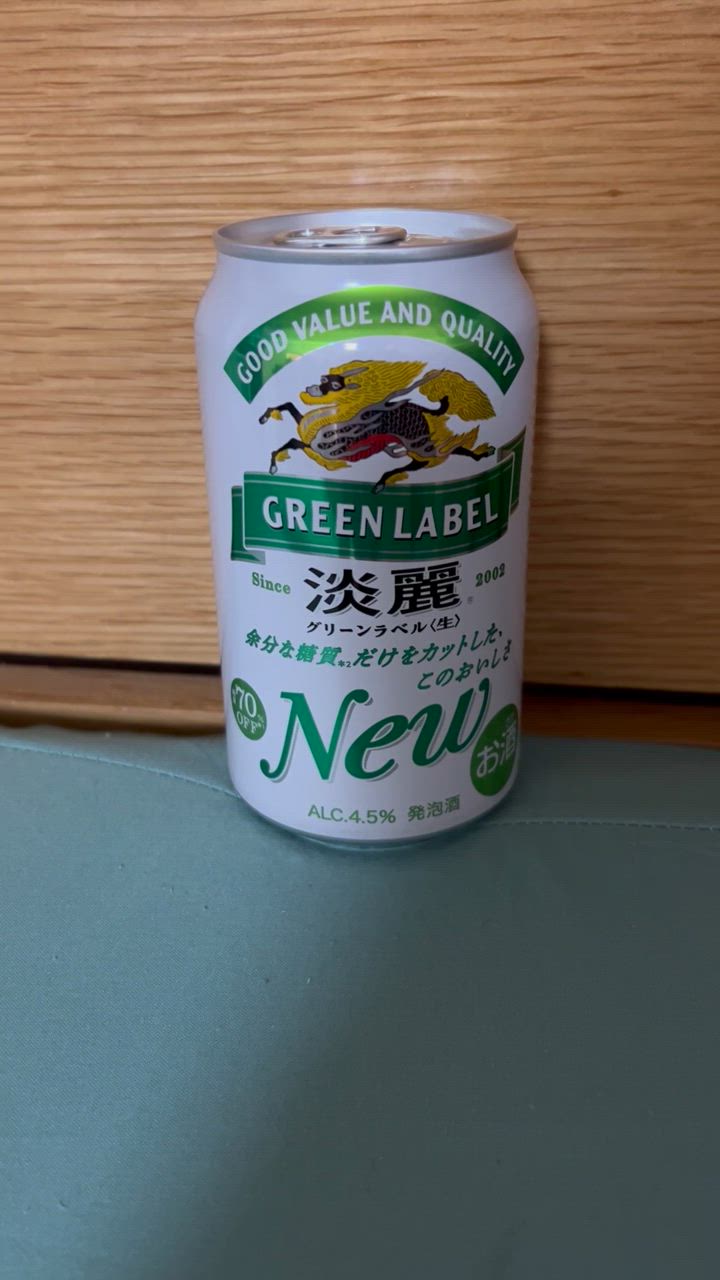 GOOD VALUE AND QUALITY
GREEN LABEL
Since 2002
淡麗
グリーンラベル〈生〉
余分な糖質※2だけをカットした、
このおいしさ
70%
OFF
New
お酒
ALC.4.5% 発泡酒